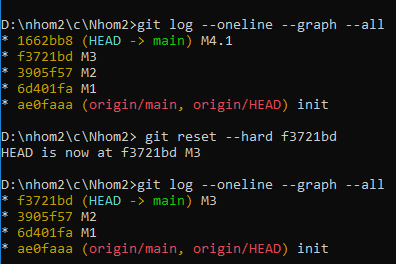 D:\nhom2\c\Nhom2>git log --oneline --graph --all
* 1662bb8 (HEAD -> main) M4.1
* f3721bd M3
* 3905f57 M2
* 6d401fa M1
* ae0faaa (origin/main, origin/HEAD) init
D:\nhom2\c\Nhom2> git reset --hard f3721bd
HEAD is now at f3721bd M3
D:\nhom2\c\Nhom2>git log --oneline --graph --all
* f3721bd (HEAD -> main) M3
* 3905f57 M2
* 6d401fa M1
* ae0faaa (origin/main, origin/HEAD) init